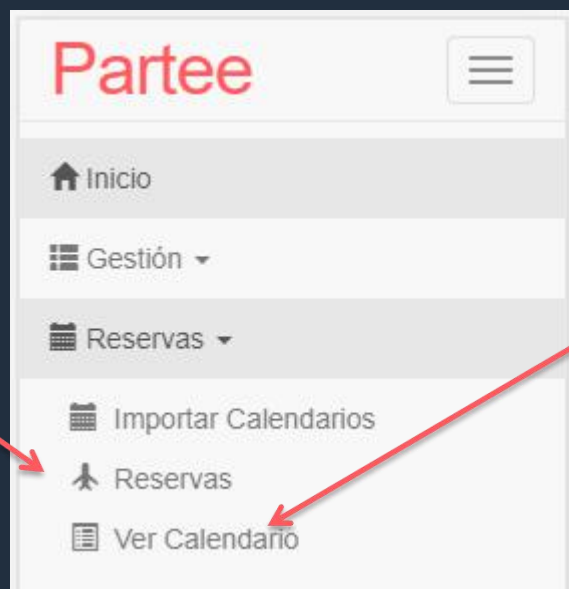 Partee
Inicio
Gestión
Reservas
Importar Calendarios
Reservas
Ver Calendario